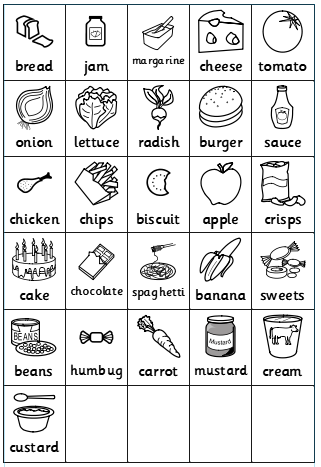 bread jam margarine cheese tomato
onion lettuce radish burger sauce
chicken chips biscuit apple crisps
cake chocolate spaghetti banana sweets
BEANS Mustard
beans humbug carrot mustard cream
custard